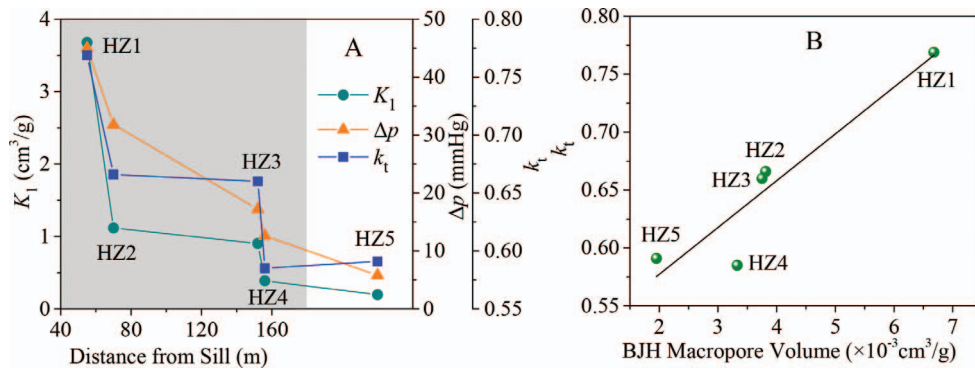 A
B
HZ1
HZ2
HZ3
HZ4
HZ5
K₁
Δp
kₜ
4
3
2
1
0
K₁ (cm³/g)
50
40
30
20
10
0
Δp (mmHg)
0.80
0.75
0.70
0.65
0.60
0.55
kₜ
40
80
120
160
Distance from Sill (m)
kₜ
0.80
0.75
0.70
0.65
0.60
0.55
HZ1
HZ2
HZ3
HZ5
HZ4
2
3
4
5
6
7
BJH Macropore Volume (×10⁻³cm³/g)